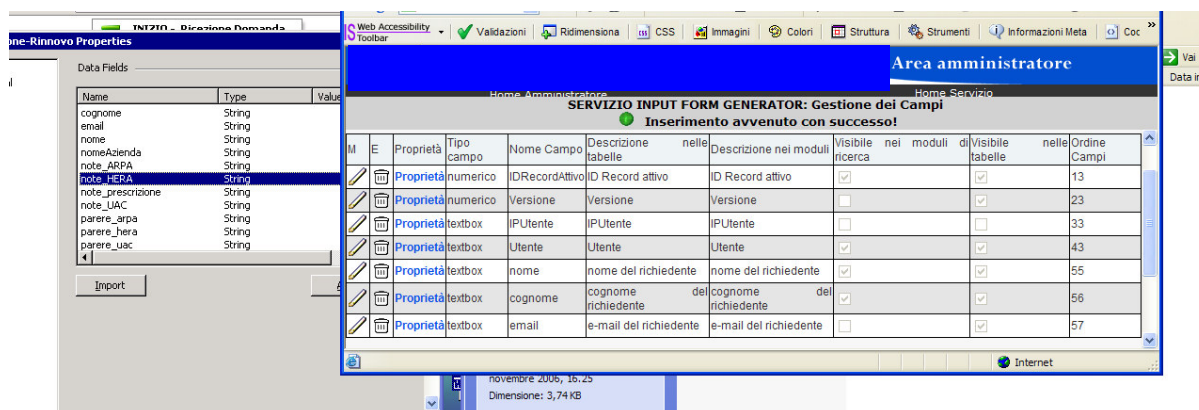 INIZIO - Ricezione Domanda
one-Rinnovo Properties
Data Fields
Name Type Value
cognome String
email String
nome String
nomeAzienda String
note_ARPA String
note_HERA String
note_prescrizione String
note_UAC String
parere_arpa String
parere_hera String
parere_uac String
Import
Web Accessibility
Toolbar
Validazioni Ridimensiona CSS Immagini Colori Struttura Strumenti Informazioni Meta
Area amministratore
Home Amministratore Home Servizio
SERVIZIO INPUT FORM GENERATOR: Gestione dei Campi
Inserimento avvenuto con successo!
M E Proprietà Tipo campo Nome Campo Descrizione nelle tabelle Descrizione nei moduli Visibile nei moduli di ricerca Visibile nelle tabelle Ordine Campi
Proprietà numerico IDRecordAttivo ID Record attivo ID Record attivo 13
Proprietà numerico Versione Versione Versione 23
Proprietà textbox IPUtente IPUtente IPUtente 33
Proprietà textbox Utente Utente Utente 43
Proprietà textbox nome nome del richiedente nome del richiedente 55
Proprietà textbox cognome cognome del richiedente cognome del richiedente 56
Proprietà textbox email e-mail del richiedente e-mail del richiedente 57
Internet
Vai
Data in
novembre 2006, 16.25
Dimensione: 3,74 KB